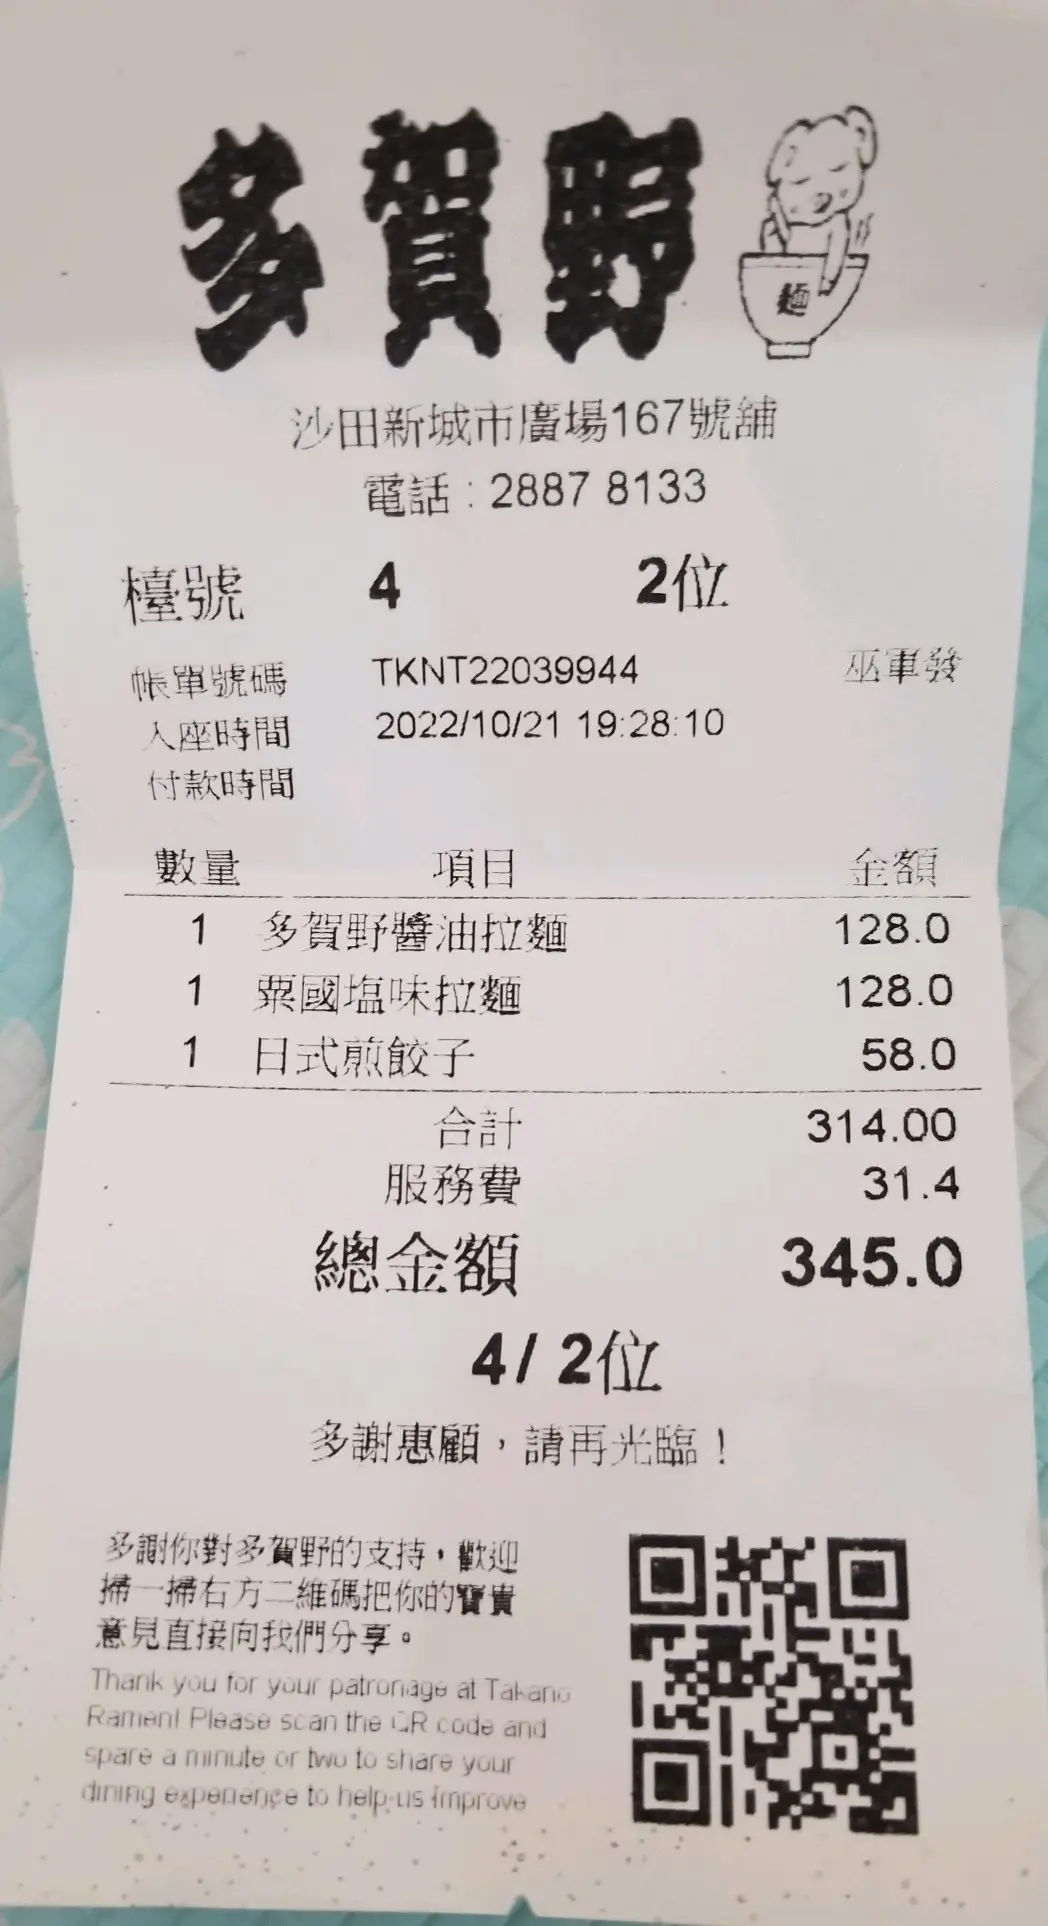 多賀野
麵
沙田新城市廣場167號舖
電話 : 2887 8133
檯號 4 2位
帳單號碼 TKNT22039944 巫軍發
入座時間 2022/10/21 19:28:10
付款時間
數量 項目 金額
1 多賀野醬油拉麵 128.0
1 粟國塩味拉麵 128.0
1 日式煎餃子 58.0
合計 314.00
服務費 31.4
總金額 345.0
4/ 2位
多謝惠顧，請再光臨！
多謝你對多賀野的支持，歡迎
掃一掃右方二維碼把你的寶貴
意見直接向我們分享。
Thank you for your patronage at Takano
Ramen! Please scan the QR code and
spare a minute or two to share your
dining experience to help us improve